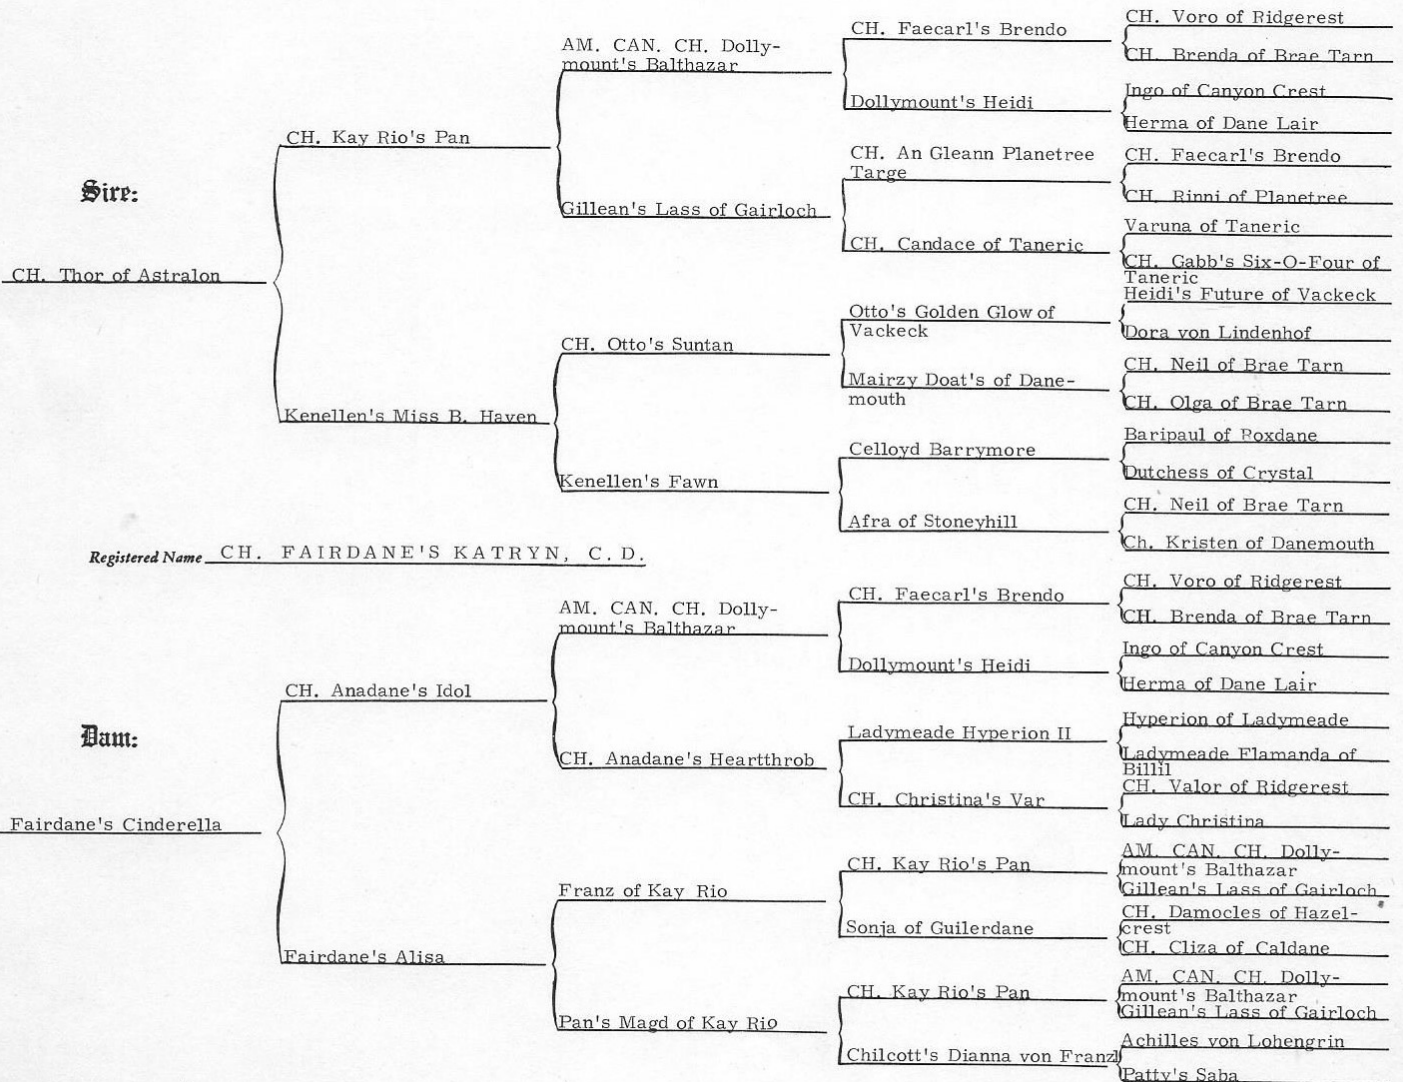 CH. Voro of Ridgerest
CH. Faecarl's Brendo
AM. CAN. CH. Dolly-
mount's Balthazar
CH. Brenda of Brae Tarn
Ingo of Canyon Crest
Dollymount's Heidi
Herma of Dane Lair
CH. Kay Rio's Pan
CH. An Gleann Planetree
Targe
CH. Faecarl's Brendo
CH. Rinni of Planetree
Sire:
Gillean's Lass of Gairloch
Varuna of Taneric
CH. Candace of Taneric
CH. Gabb's Six-O-Four of
Taneric
CH. Thor of Astralon
Heidi's Future of Vackeck
Otto's Golden Glow of
Vackeck
Dora von Lindenhof
CH. Otto's Suntan
CH. Neil of Brae Tarn
Mairzy Doat's of Dane-
mouth
CH. Olga of Brae Tarn
Kenellen's Miss B. Haven
Baripaul of Roxdane
Celloyd Barrymore
Dutchess of Crystal
Kenellen's Fawn
CH. Neil of Brae Tarn
Afra of Stoneyhill
Ch. Kristen of Danemouth
Registered Name CH. FAIRDANE'S KATRYN, C.D.
CH. Voro of Ridgerest
CH. Faecarl's Brendo
AM. CAN. CH. Dolly-
mount's Balthazar
CH. Brenda of Brae Tarn
Ingo of Canyon Crest
Dollymount's Heidi
Herma of Dane Lair
CH. Anadane's Idol
Hyperion of Ladymeade
Ladymeade Hyperion II
Ladymeade Flamanda of
Billil
Dam:
CH. Anadane's Heartthrob
CH. Valor of Ridgerest
CH. Christina's Var
Lady Christina
Fairdane's Cinderella
AM. CAN. CH. Dolly-
mount's Balthazar
CH. Kay Rio's Pan
Gillean's Lass of Gairloch
Franz of Kay Rio
CH. Damocles of Hazel-
crest
Sonja of Guilerdane
CH. Cliza of Caldane
Fairdane's Alisa
AM. CAN. CH. Dolly-
mount's Balthazar
CH. Kay Rio's Pan
Gillean's Lass of Gairloch
Pan's Magd of Kay Rio
Achilles von Lohengrin
Chilcott's Dianna von Franzl
Patty's Saba